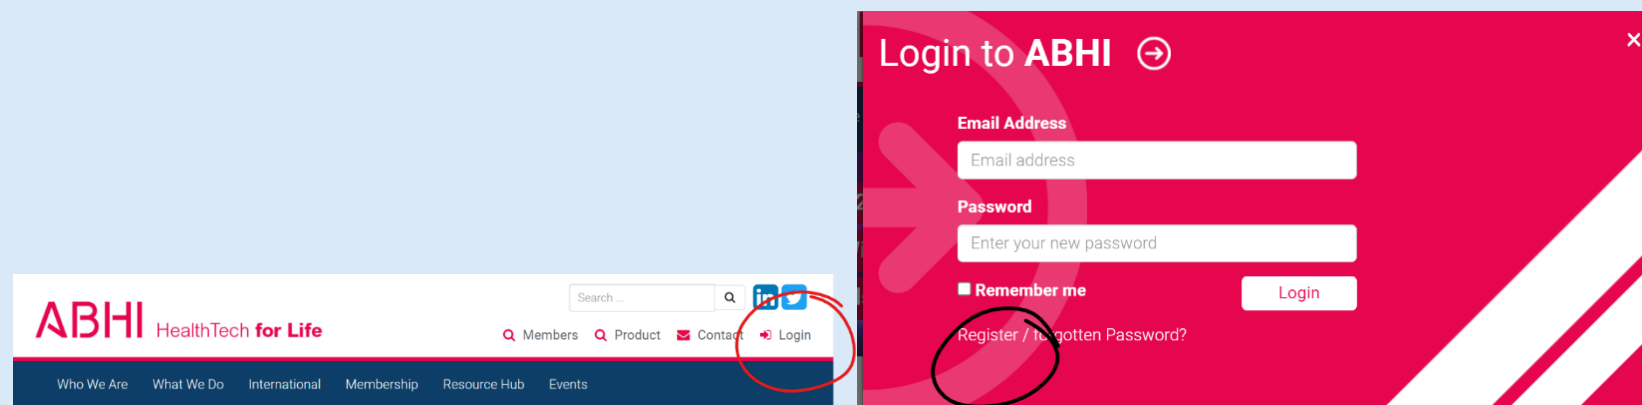 Search ...
ABHI HealthTech for Life
Members Product Contact Login
Who We Are What We Do International Membership Resource Hub Events
Login to ABHI
Email Address
Email address
Password
Enter your new password
Remember me
Login
Register / forgotten Password?